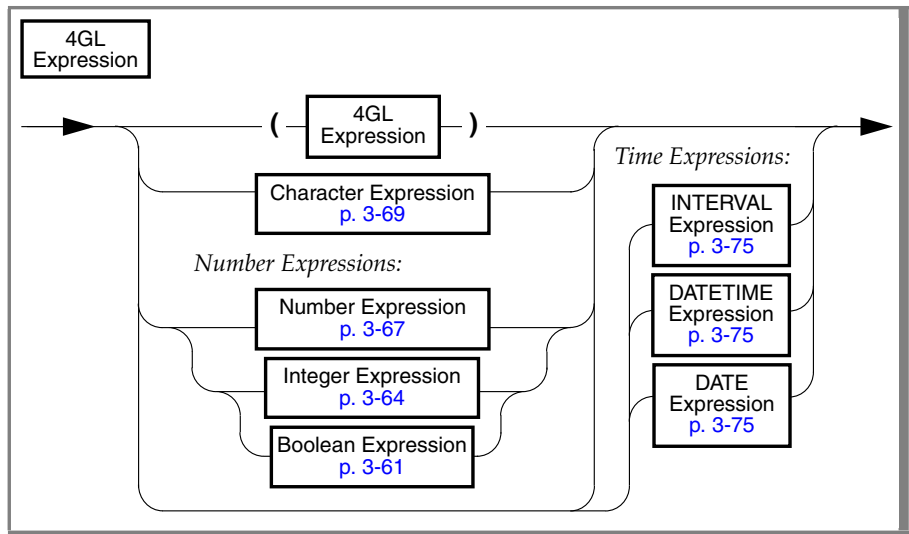 4GL
Expression
(
4GL
Expression
)
Time Expressions:
Character Expression
p. 3-69
INTERVAL
Expression
p. 3-75
Number Expressions:
Number Expression
p. 3-67
DATETIME
Expression
p. 3-75
Integer Expression
p. 3-64
DATE
Expression
p. 3-75
Boolean Expression
p. 3-61